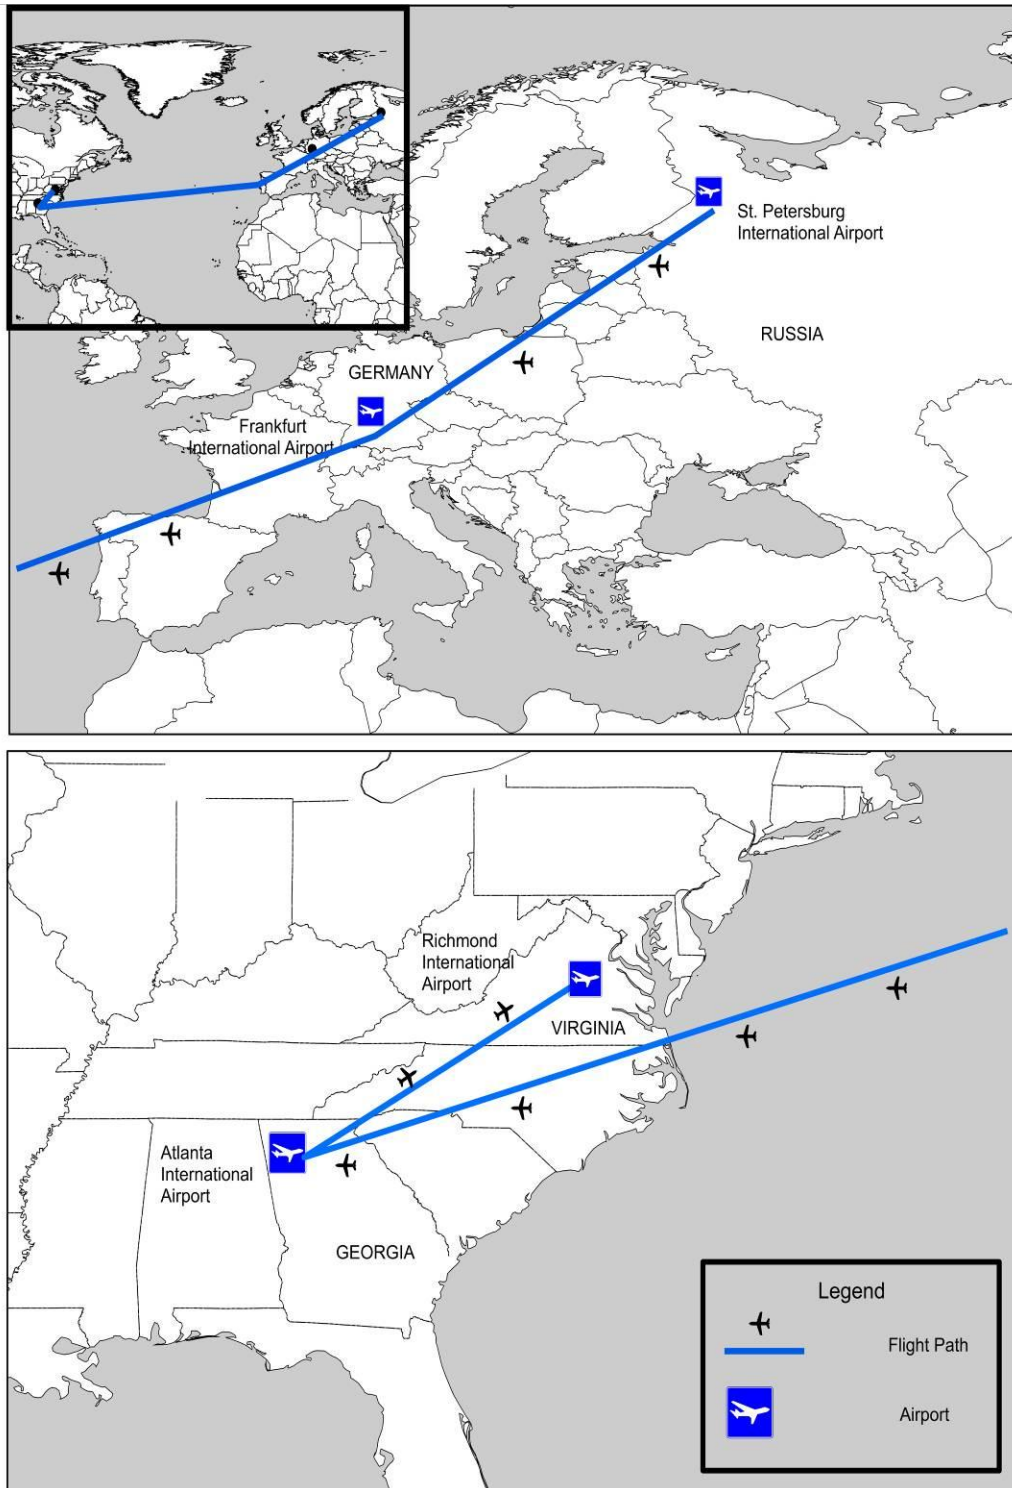 St. Petersburg
International Airport
RUSSIA
GERMANY
Frankfurt
International Airport
Richmond
International
Airport
VIRGINIA
Atlanta
International
Airport
GEORGIA
Legend
Flight Path
Airport